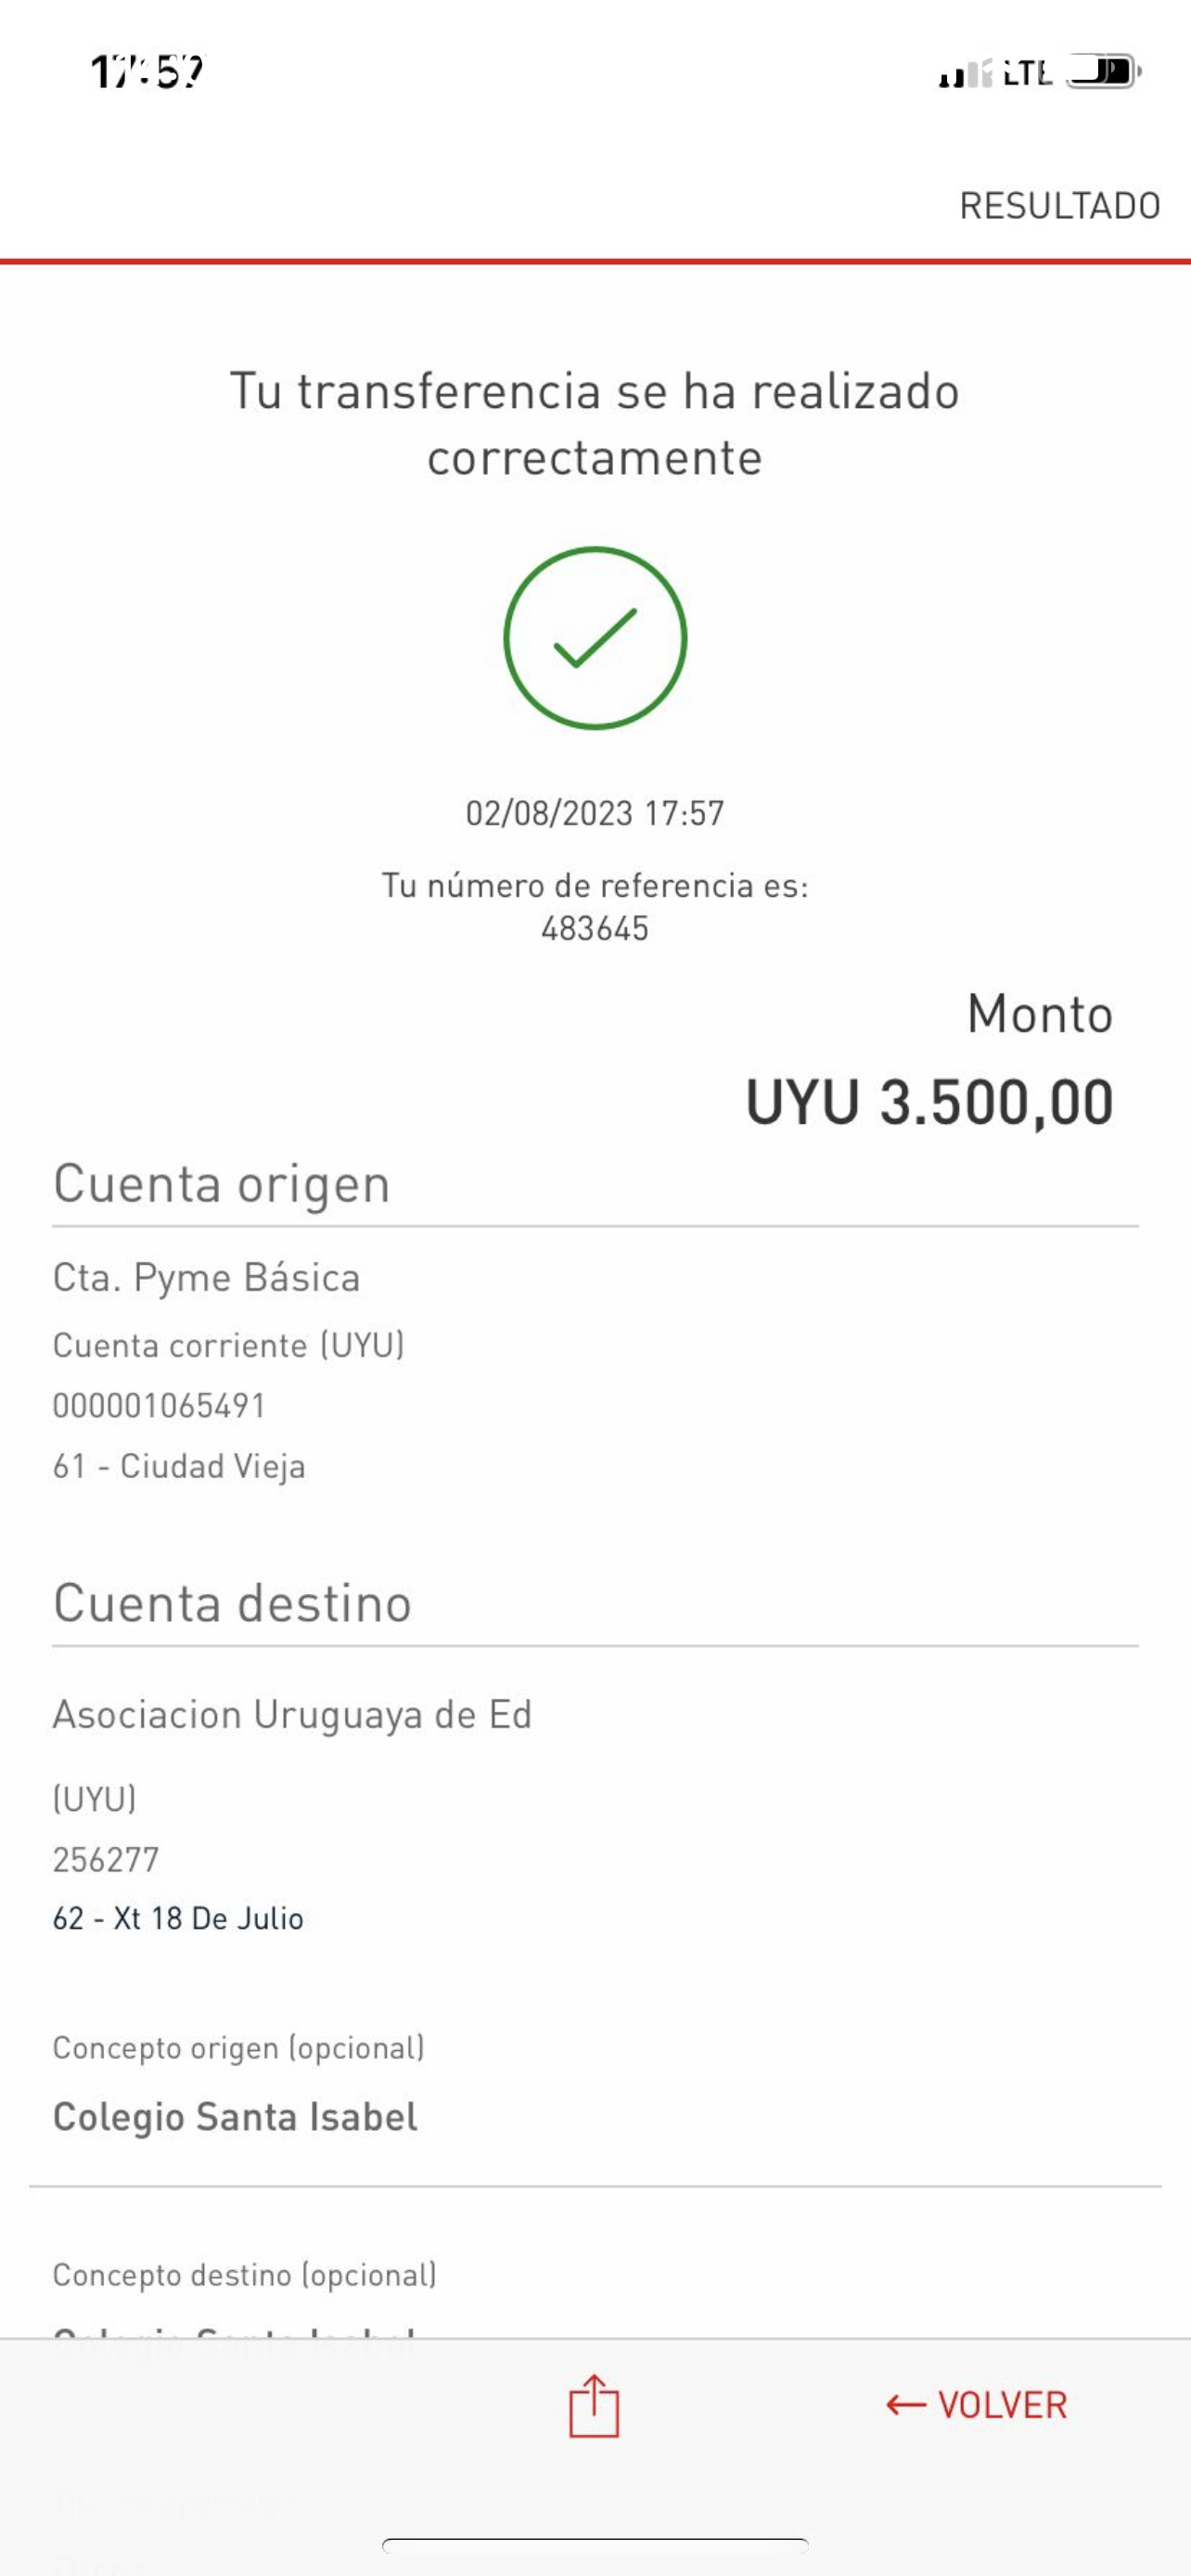 17:57
LTE
RESULTADO
Tu transferencia se ha realizado
correctamente
02/08/2023 17:57
Tu número de referencia es:
483645
Monto
UYU 3.500,00
Cuenta origen
Cta. Pyme Básica
Cuenta corriente (UYU)
000001065491
61 - Ciudad Vieja
Cuenta destino
Asociacion Uruguaya de Ed
(UYU)
256277
62 - Xt 18 De Julio
Concepto origen (opcional)
Colegio Santa Isabel
Concepto destino (opcional)
Colegio Santa Isabel
← VOLVER